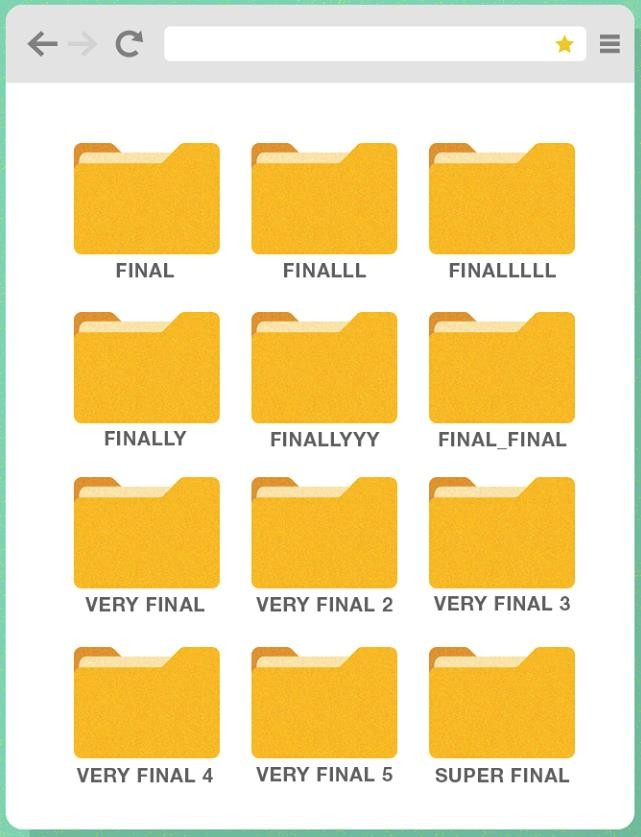 FINAL
FINALLL
FINALLLLL
FINALLY
FINALLYYY
FINAL_FINAL
VERY FINAL
VERY FINAL 2
VERY FINAL 3
VERY FINAL 4
VERY FINAL 5
SUPER FINAL